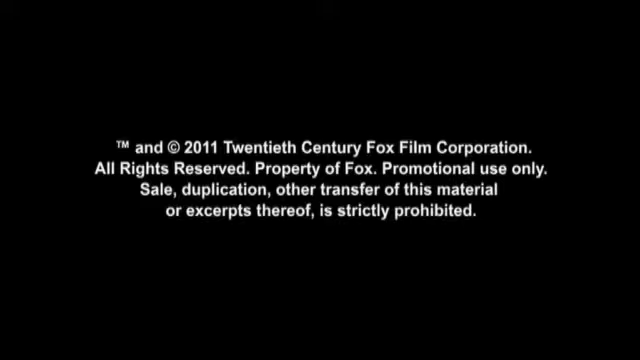 ™ and © 2011 Twentieth Century Fox Film Corporation.
All Rights Reserved. Property of Fox. Promotional use only.
Sale, duplication, other transfer of this material
or excerpts thereof, is strictly prohibited.